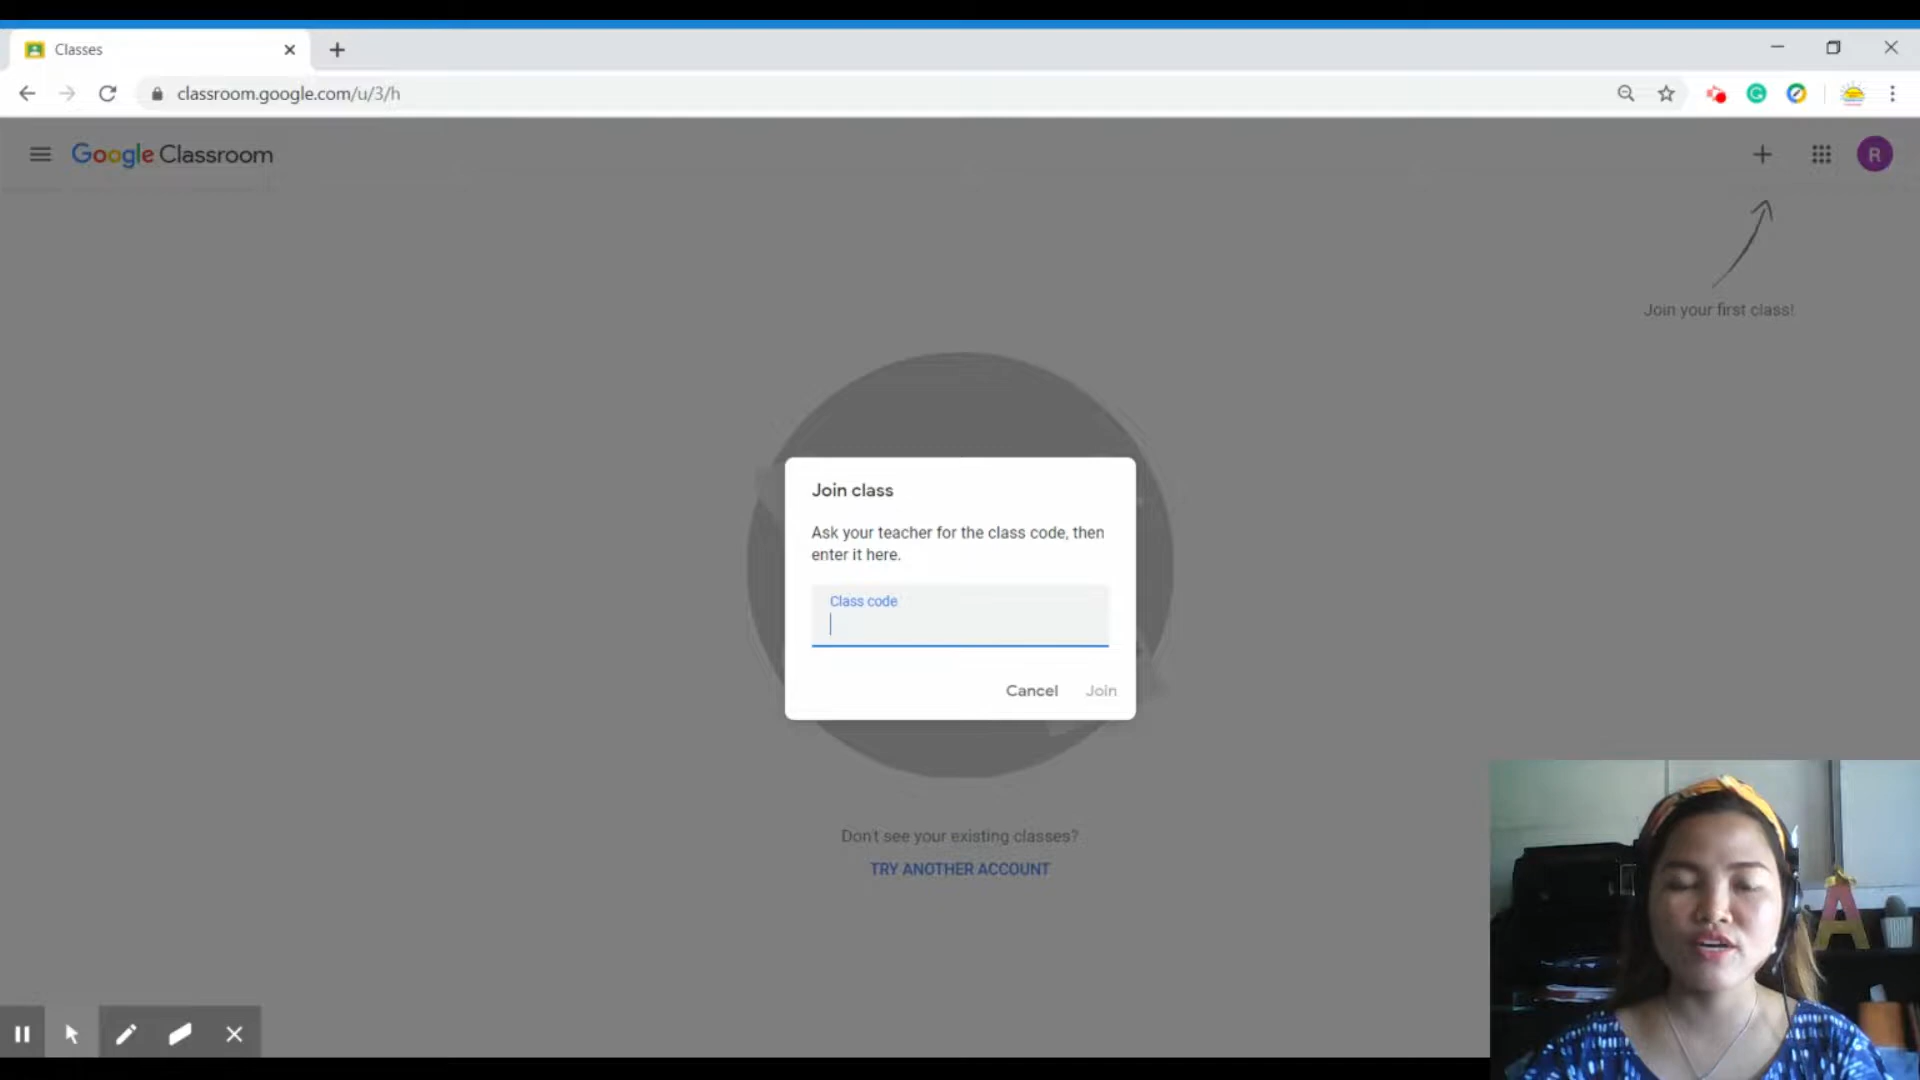 Classes
classroom.google.com/u/3/h
Google Classroom
R
Join your first class!
Join class
Ask your teacher for the class code, then
enter it here.
Class code
Cancel Join
Don't see your existing classes?
TRY ANOTHER ACCOUNT
A